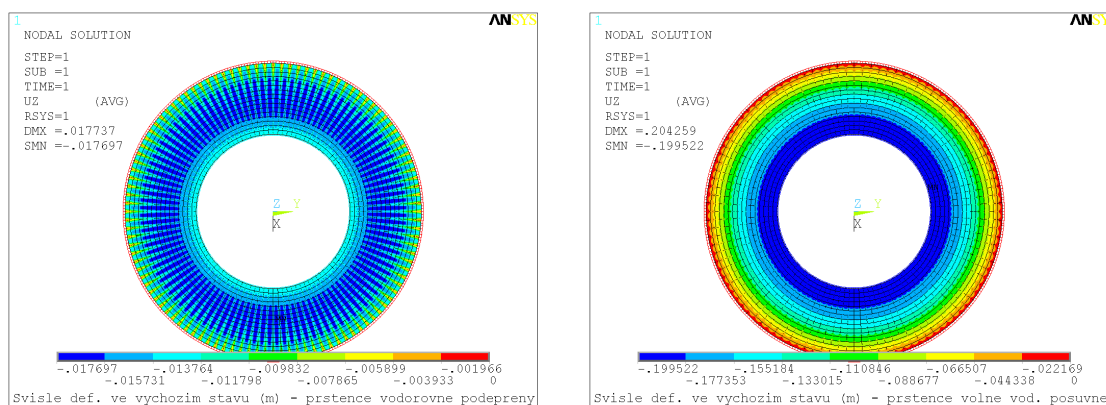 1
ANSYS
NODAL SOLUTION
STEP=1
SUB =1
TIME=1
UZ (AVG)
RSYS=1
DMX =.017737
SMN =-.017697
Z Y
X
-.017697 -.013764 -.009832 -.005899 -.001966
-.015731 -.011798 -.007865 -.003933 0
Svisle def. ve vychozim stavu (m) - prstence vodorovne podepreny
1
ANSYS
NODAL SOLUTION
STEP=1
SUB =1
TIME=1
UZ (AVG)
RSYS=1
DMX =.204259
SMN =-.199522
Z Y
X
-.199522 -.155184 -.110846 -.066507 -.022169
-.177353 -.133015 -.088677 -.044338 0
Svisle def. ve vychozim stavu (m) - prstence volne vod. posuvne